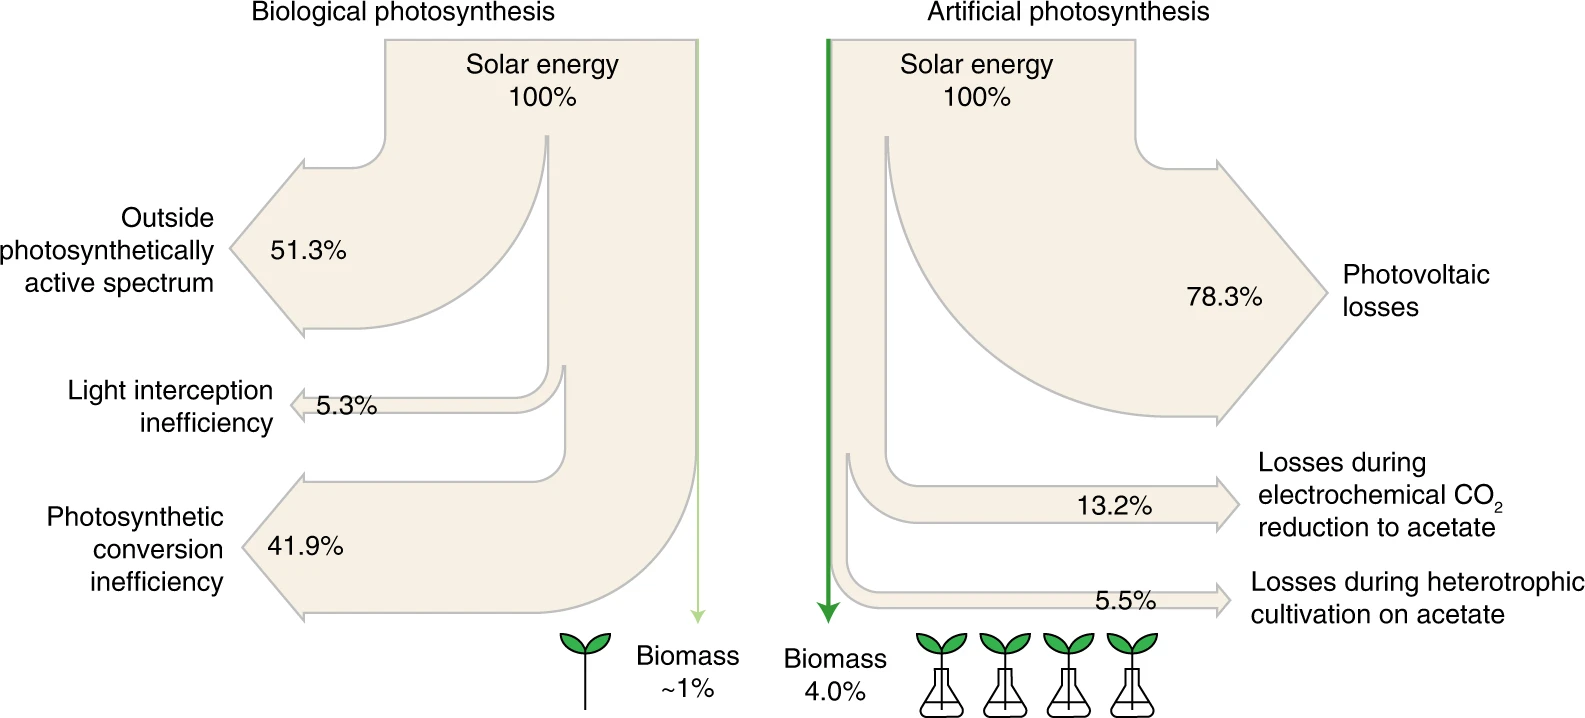 Biological photosynthesis
Solar energy
100%
Outside
photosynthetically
active spectrum
51.3%
Light interception
inefficiency
5.3%
Photosynthetic
conversion
inefficiency
41.9%
Biomass
~1%
Artificial photosynthesis
Solar energy
100%
78.3%
Photovoltaic
losses
13.2%
Losses during
electrochemical CO₂
reduction to acetate
5.5%
Losses during heterotrophic
cultivation on acetate
Biomass
4.0%